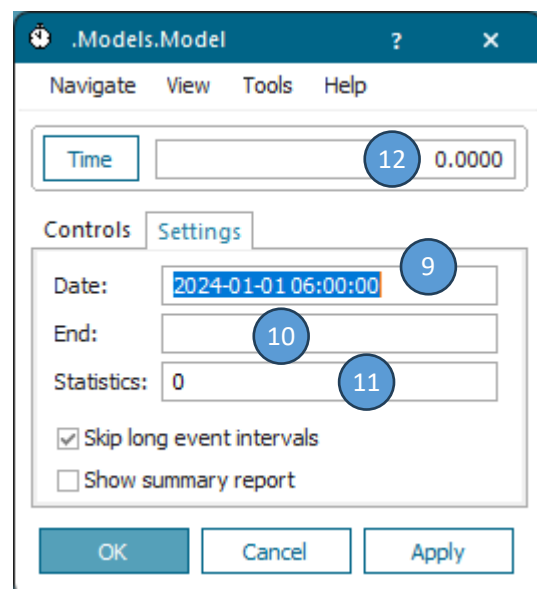 .Models.Model ? ×
Navigate View Tools Help
Time 12 0.0000
Controls Settings
9
Date: 2024-01-01 06:00:00
End: 10
Statistics: 0 11
Skip long event intervals
Show summary report
OK Cancel Apply